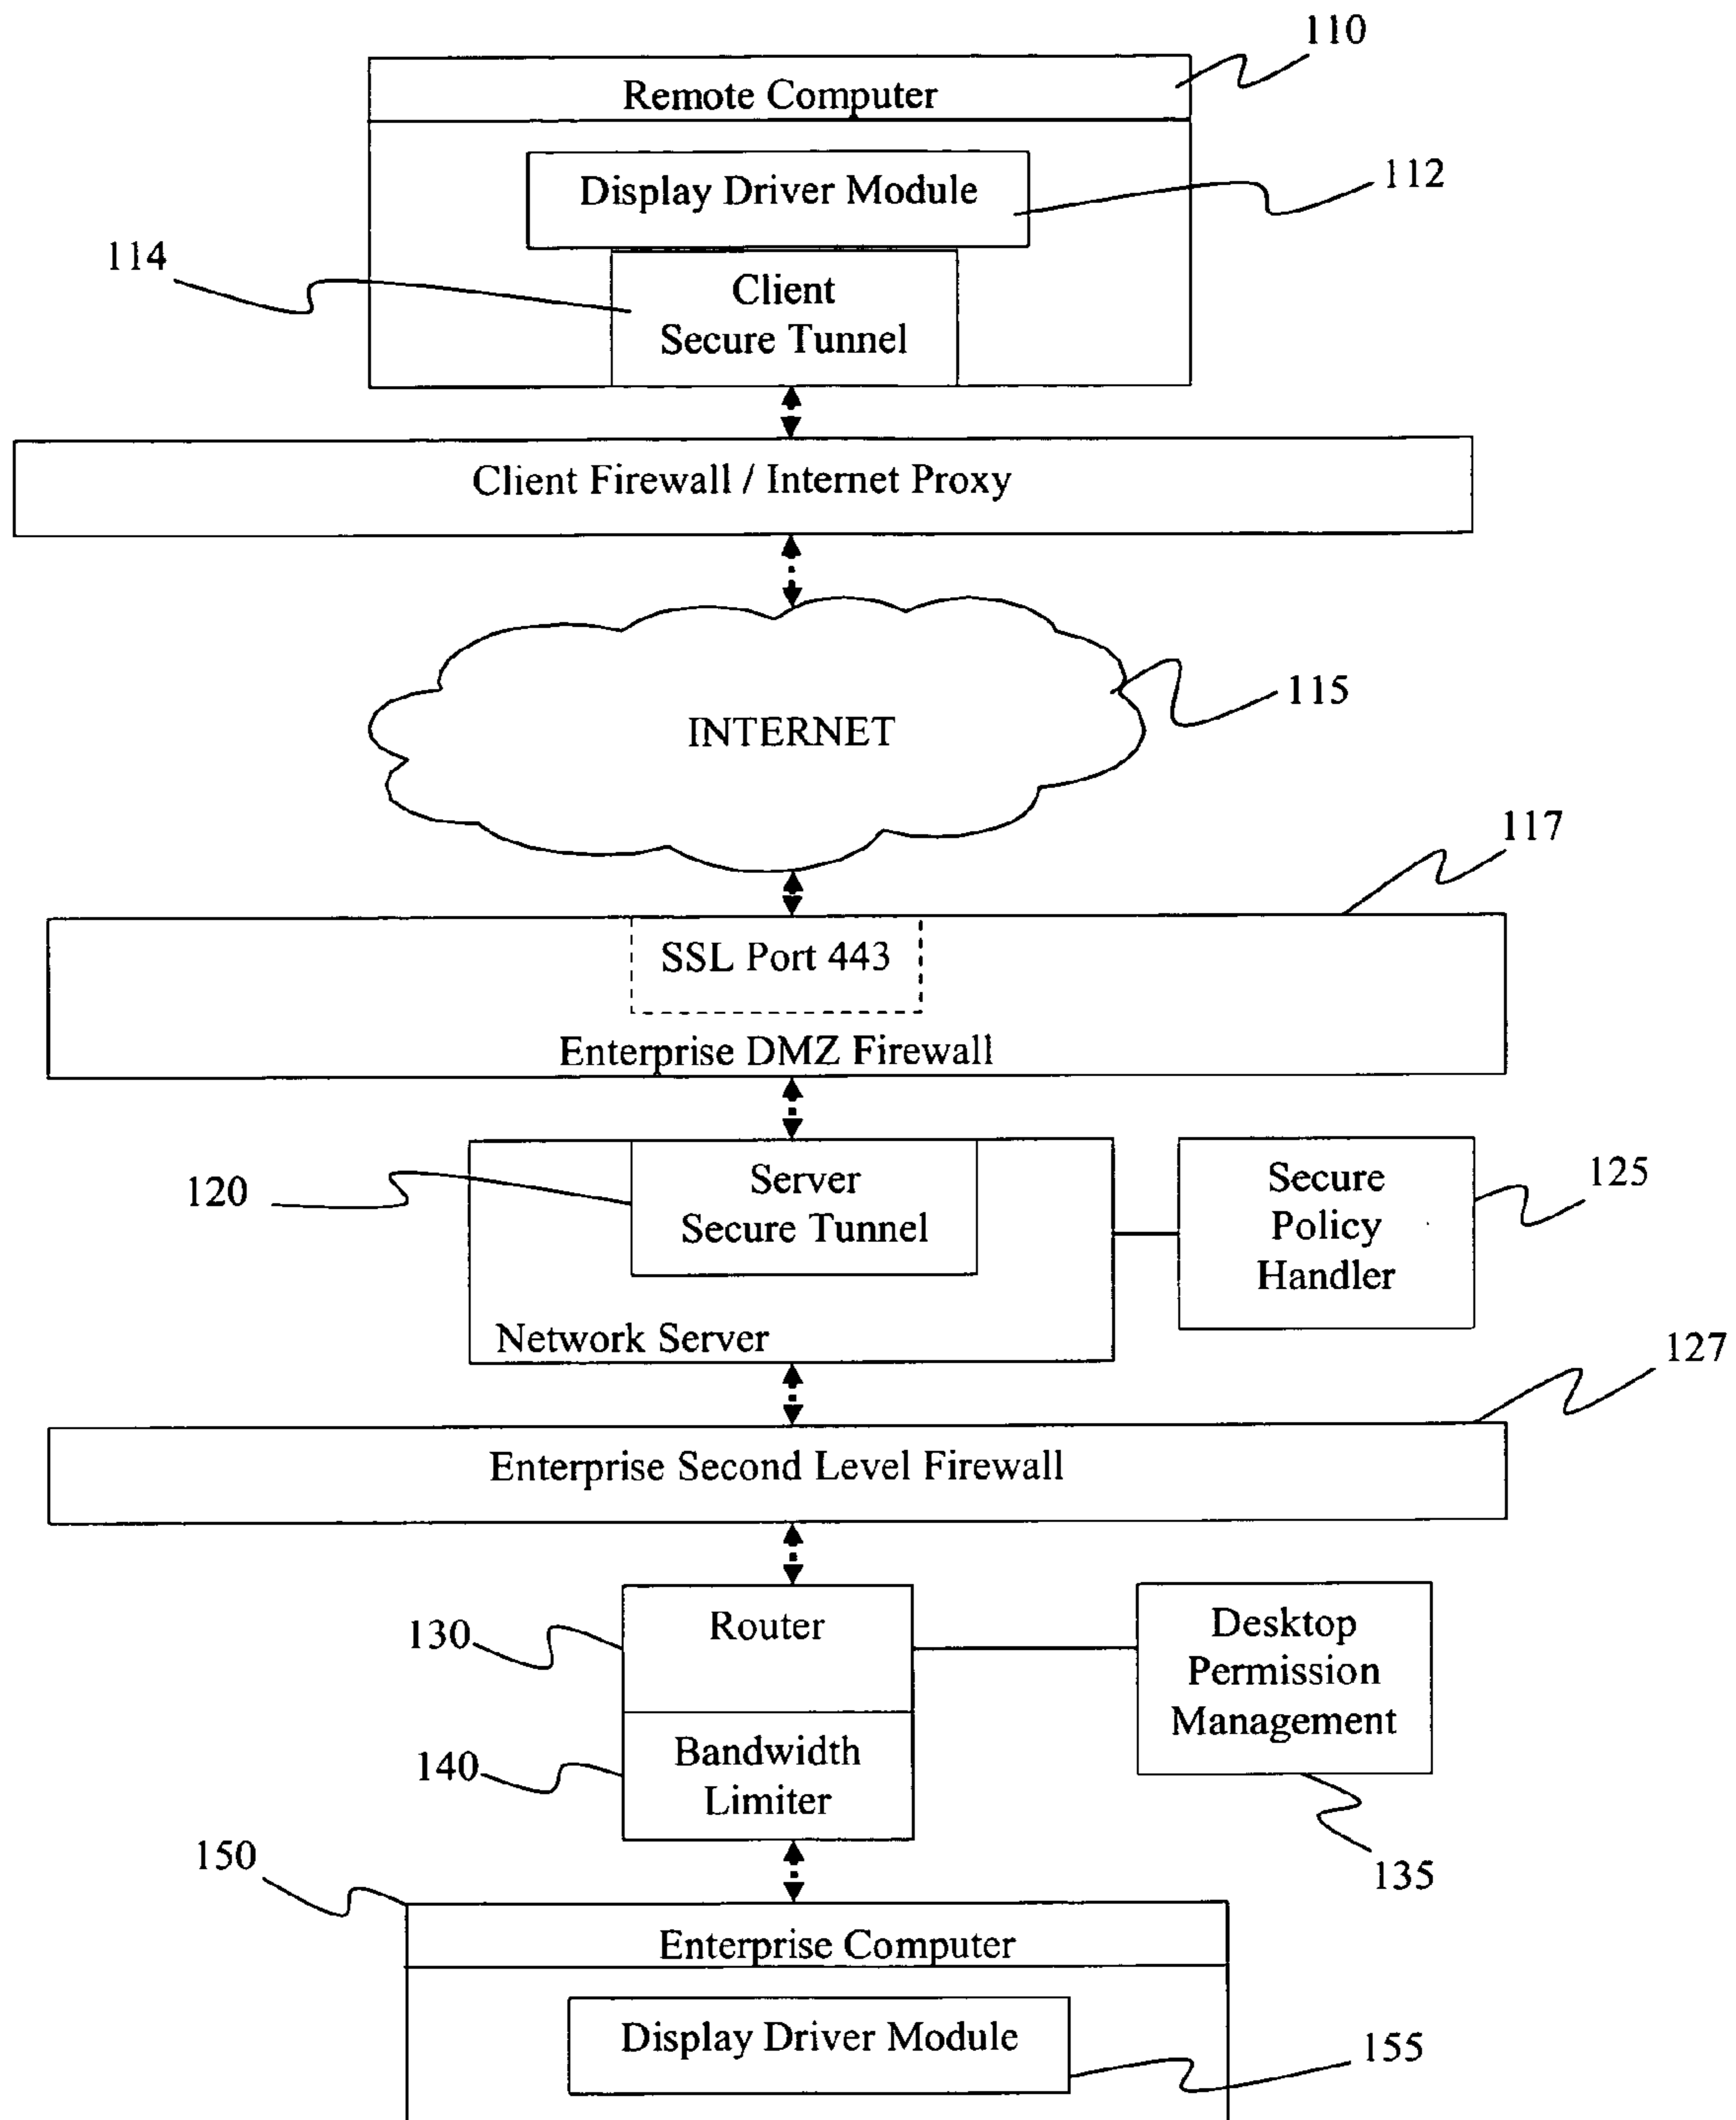 110
Remote Computer
Display Driver Module
112
114
Client
Secure Tunnel
Client Firewall / Internet Proxy
INTERNET
115
117
SSL Port 443
Enterprise DMZ Firewall
120
Server
Secure Tunnel
Network Server
Secure
Policy
Handler
125
127
Enterprise Second Level Firewall
130
Router
Desktop
Permission
Management
140
Bandwidth
Limiter
135
150
Enterprise Computer
Display Driver Module
155